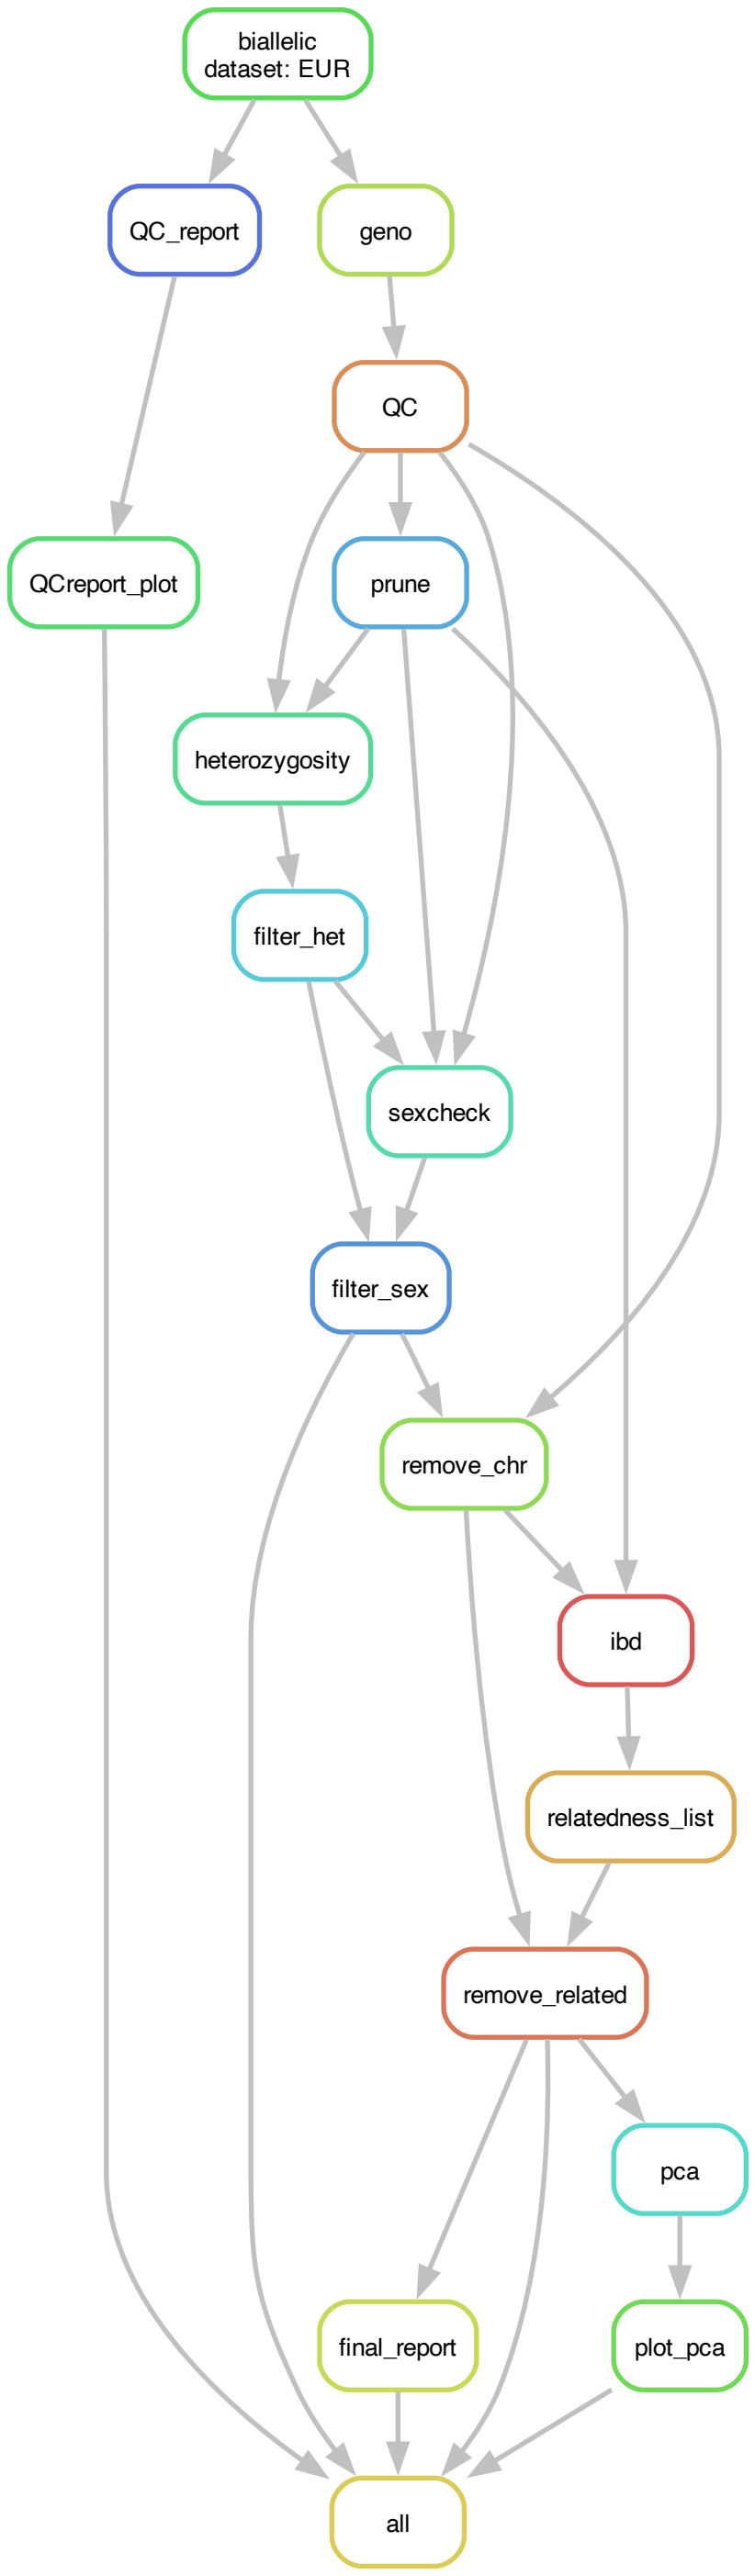 biallelic
dataset: EUR
QC_report
geno
QC
QCreport_plot
prune
heterozygosity
filter_het
sexcheck
filter_sex
remove_chr
ibd
relatedness_list
remove_related
pca
final_report
plot_pca
all